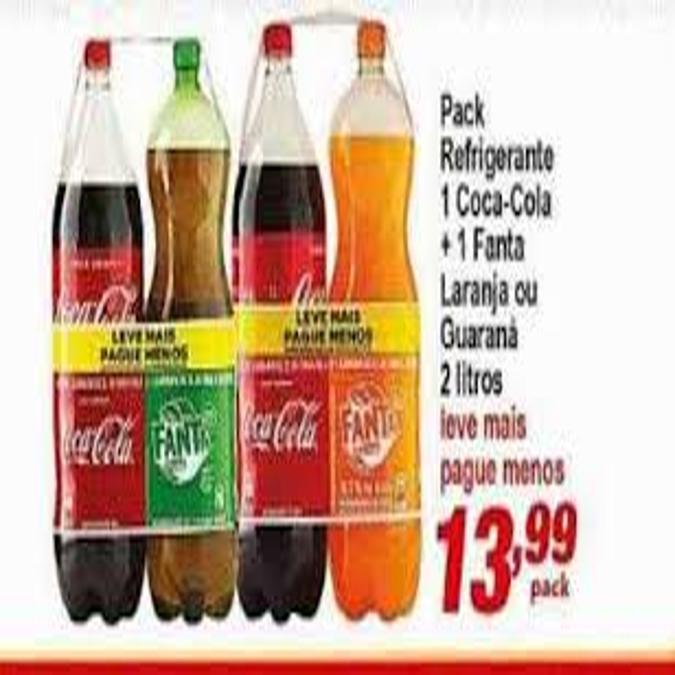 Pack
Refrigerante
1 Coca-Cola
+ 1 Fanta
Laranja ou
Guaraná
2 litros
leve mais
pague menos
13,99
pack
LEVE MAIS
PAGUE MENOS
LEVE MAIS
PAGUE MENOS
Coca-Cola
FANTA
Coca-Cola
FANTA